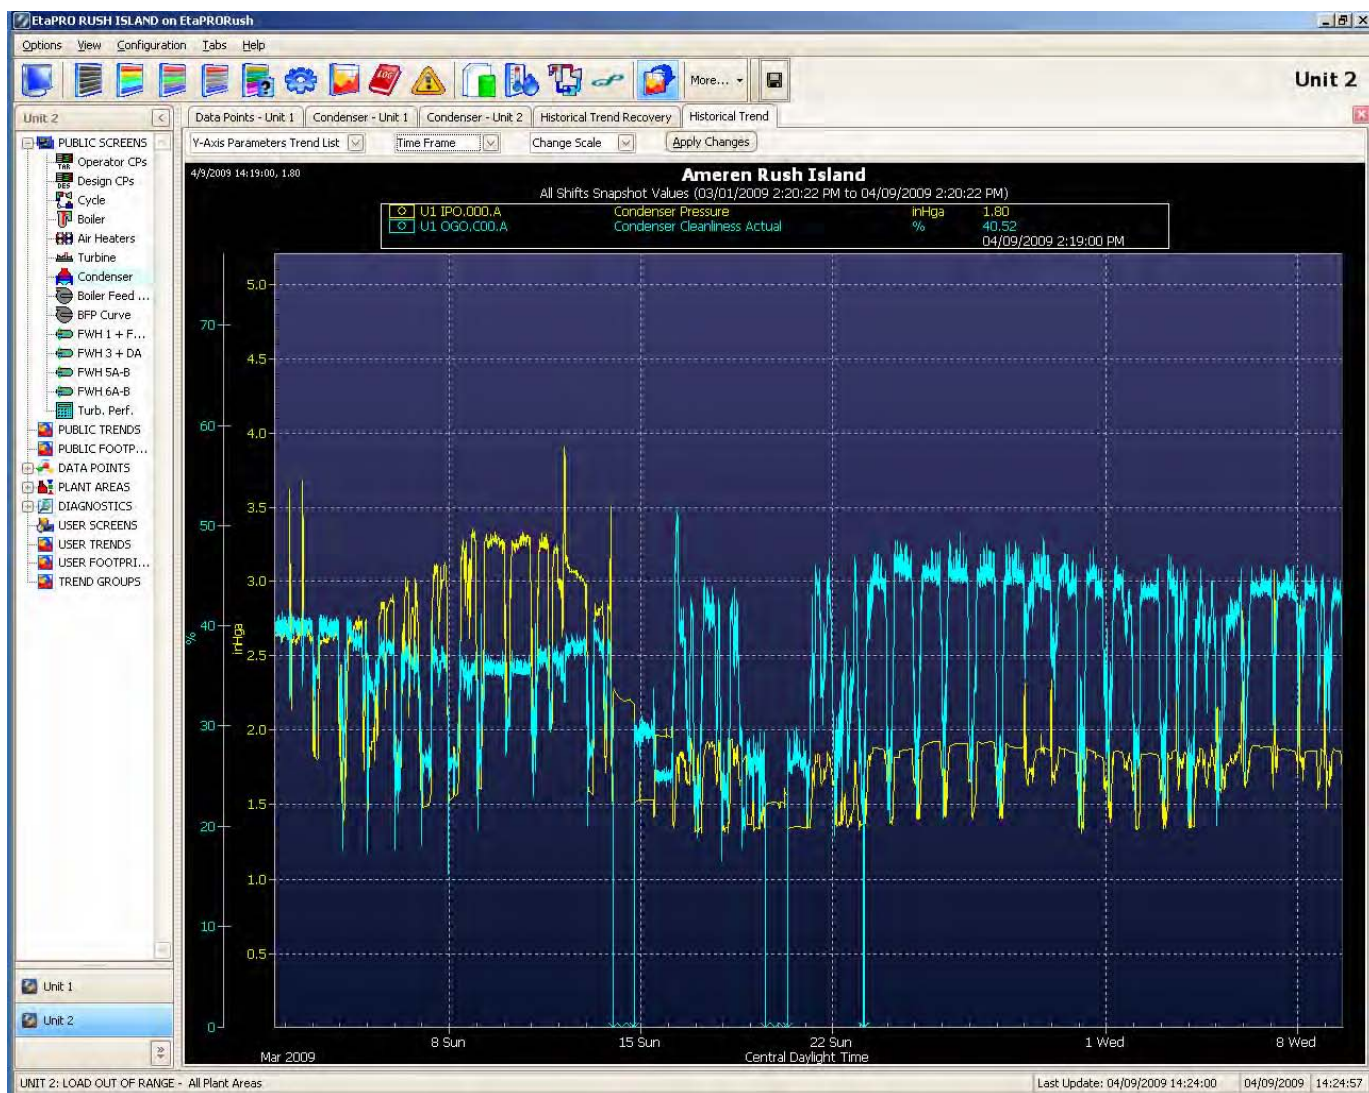 EtaPRO RUSH ISLAND on EtaPRORush
Options View Configuration Tabs Help
LOG
More...
Unit 2
Unit 2
Data Points - Unit 1
Condenser - Unit 1
Condenser - Unit 2
Historical Trend Recovery
Historical Trend
Y-Axis Parameters Trend List
Time Frame
Change Scale
Apply Changes
PUBLIC SCREENS
TAR
Operator CPs
DES
Design CPs
Cycle
Boiler
Air Heaters
Turbine
Condenser
Boiler Feed ...
BFP Curve
FWH 1 + F...
FWH 3 + DA
FWH 5A-B
FWH 6A-B
Turb. Perf.
PUBLIC TRENDS
PUBLIC FOOTP...
DATA POINTS
PLANT AREAS
DIAGNOSTICS
USER SCREENS
USER TRENDS
USER FOOTPRI...
TREND GROUPS
Unit 1
Unit 2
4/9/2009 14:19:00, 1.80
Ameren Rush Island
All Shifts Snapshot Values (03/01/2009 2:20:22 PM to 04/09/2009 2:20:22 PM)
U1 IPO.000.A Condenser Pressure inHga 1.80
U1 OGO.C00.A Condenser Cleanliness Actual % 40.52
04/09/2009 2:19:00 PM
5.0
70
4.5
60
4.0
50
3.5
3.0
40
%
inHga
2.5
30
2.0
1.5
20
1.0
10
0.5
0
8 Sun
15 Sun
22 Sun
1 Wed
8 Wed
Mar 2009
Central Daylight Time
UNIT 2: LOAD OUT OF RANGE - All Plant Areas
Last Update: 04/09/2009 14:24:00
04/09/2009
14:24:57